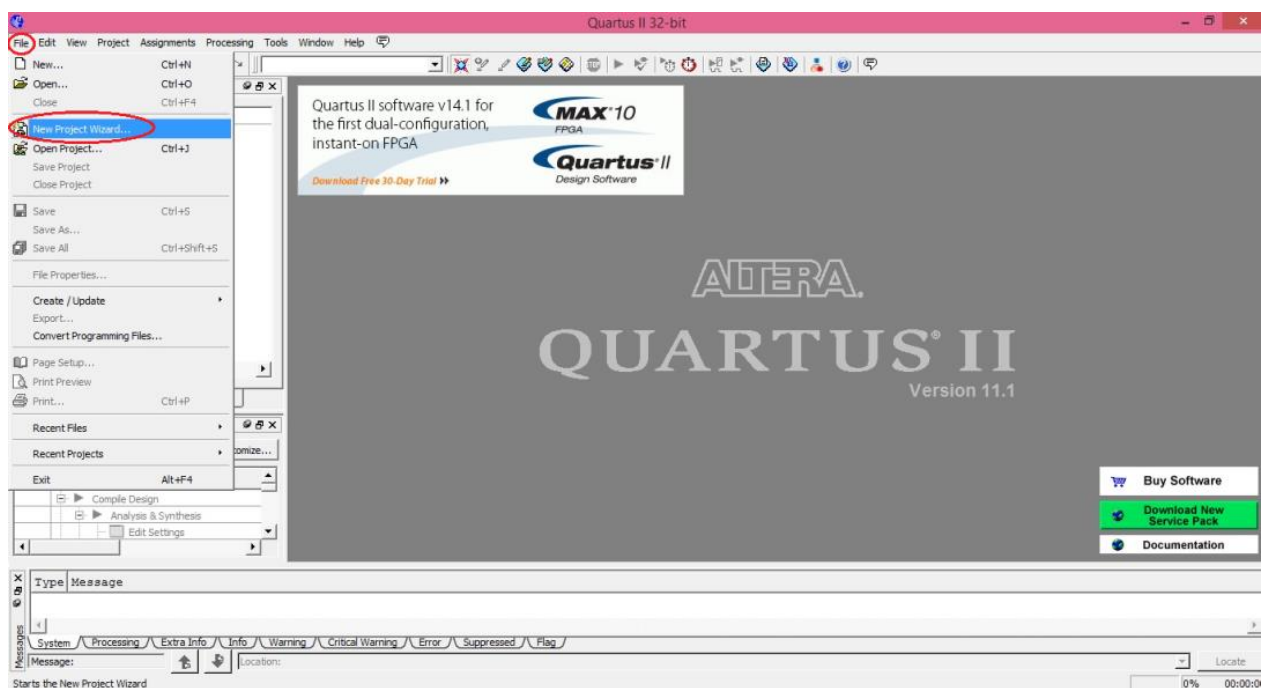 Quartus II 32-bit
File Edit View Project Assignments Processing Tools Window Help
New... Ctrl+N
Open... Ctrl+O
Close Ctrl+F4
New Project Wizard...
Open Project... Ctrl+J
Save Project
Close Project
Save Ctrl+S
Save As...
Save All Ctrl+Shift+S
File Properties...
Create / Update
Export...
Convert Programming Files...
Page Setup...
Print Preview
Print... Ctrl+P
Recent Files
Recent Projects
Exit Alt+F4
tomize...
Compile Design
Analysis & Synthesis
Edit Settings
Quartus II software v14.1 for
the first dual-configuration,
instant-on FPGA
Download Free 30-Day Trial
MAX 10
FPGA
Quartus II
Design Software
ALTERA.
QUARTUS® II
Version 11.1
Buy Software
Download New
Service Pack
Documentation
Type Message
Messages
System Processing Extra Info Info Warning Critical Warning Error Suppressed Flag
Message: Location: Locate
Starts the New Project Wizard 0% 00:00:0